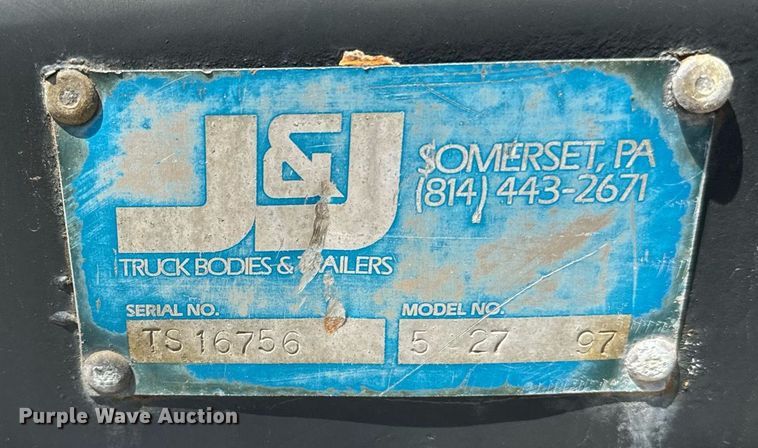 J&J
SOMERSET, PA
(814) 443-2671
TRUCK BODIES & TRAILERS
SERIAL NO.
MODEL NO.
TS 16756
5 27 97
Purple Wave Auction